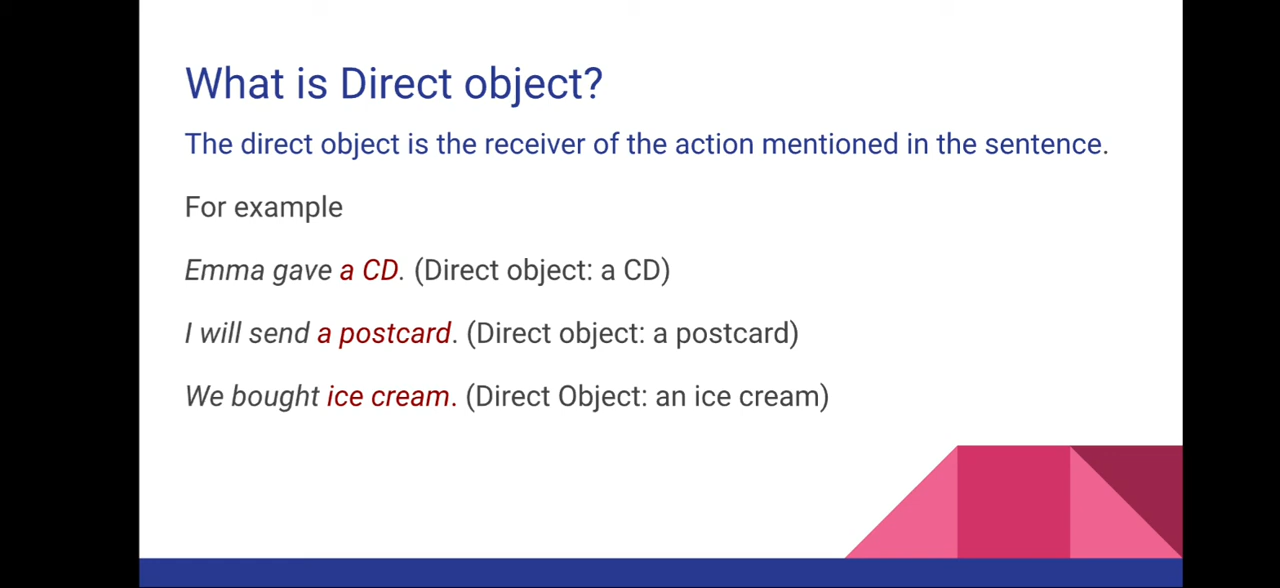 What is Direct object?
The direct object is the receiver of the action mentioned in the sentence.
For example
Emma gave a CD. (Direct object: a CD)
I will send a postcard. (Direct object: a postcard)
We bought ice cream. (Direct Object: an ice cream)